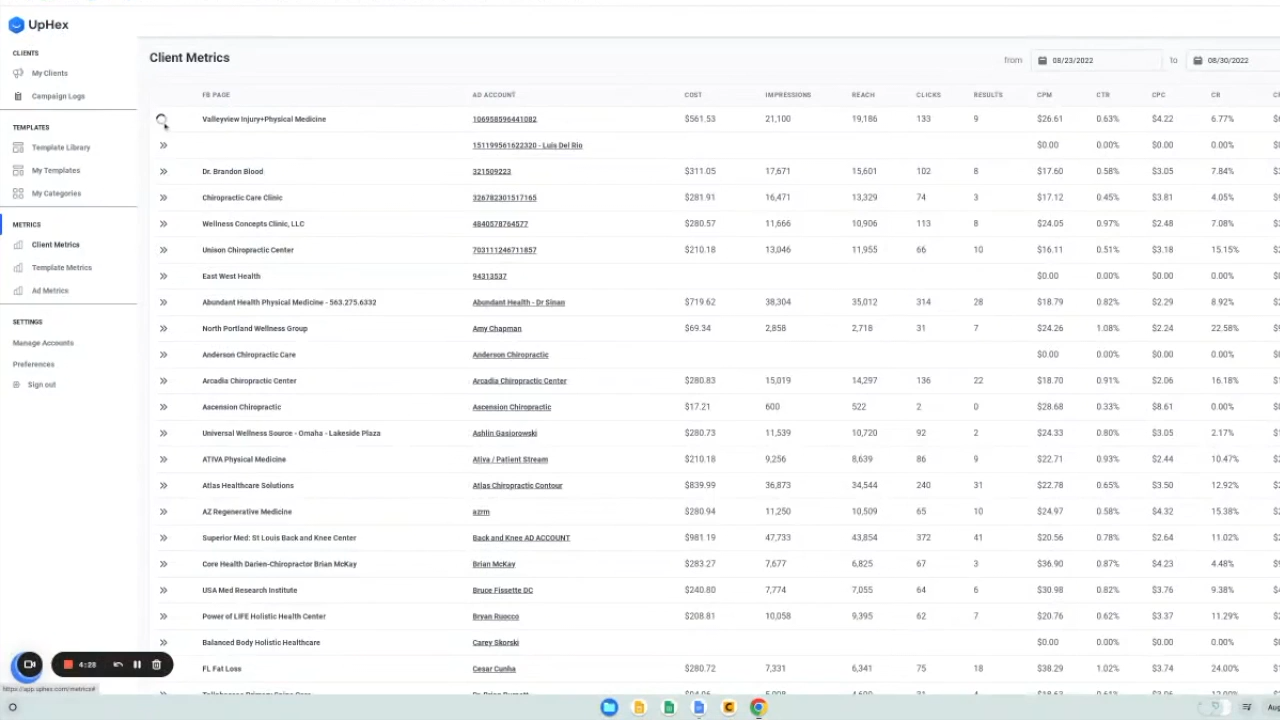 UpHex
CLIENTS
My Clients
Campaign Logs
TEMPLATES
Template Library
My Templates
My Categories
METRICS
Client Metrics
Template Metrics
Ad Metrics
SETTINGS
Manage Accounts
Preferences
Sign out
Client Metrics
from 08/23/2022 to 08/30/2022
FB PAGE AD ACCOUNT COST IMPRESSIONS REACH CLICKS RESULTS CPM CTR CPC CR
Valleyview Injury+Physical Medicine 106958596441082 $561.53 21,100 19,186 133 9 $26.61 0.63% $4.22 6.77%
151199561622320 - Luis Del Rio $0.00 0.00% $0.00 0.00%
Dr. Brandon Blood 321509223 $311.05 17,671 15,601 102 8 $17.60 0.58% $3.05 7.84%
Chiropractic Care Clinic 326782301517165 $281.91 16,471 13,329 74 3 $17.12 0.45% $3.81 4.05%
Wellness Concepts Clinic, LLC 4840578764577 $280.57 11,666 10,906 113 8 $24.05 0.97% $2.48 7.08%
Unison Chiropractic Center 703111246711857 $210.18 13,046 11,955 66 10 $16.11 0.51% $3.18 15.15%
East West Health 94313537 $0.00 0.00% $0.00 0.00%
Abundant Health Physical Medicine - 563.275.6332 Abundant Health - Dr Sinan $719.62 38,304 35,012 314 28 $18.79 0.82% $2.29 8.92%
North Portland Wellness Group Amy Chapman $69.34 2,858 2,718 31 7 $24.26 1.08% $2.24 22.58%
Anderson Chiropractic Care Anderson Chiropractic $0.00 0.00% $0.00 0.00%
Arcadia Chiropractic Center Arcadia Chiropractic Center $280.83 15,019 14,297 136 22 $18.70 0.91% $2.06 16.18%
Ascension Chiropractic Ascension Chiropractic $17.21 600 522 2 0 $28.68 0.33% $8.61 0.00%
Universal Wellness Source - Omaha - Lakeside Plaza Ashlin Gasiorowski $280.73 11,539 10,720 92 2 $24.33 0.80% $3.05 2.17%
ATIVA Physical Medicine Ativa / Patient Stream $210.18 9,256 8,639 86 9 $22.71 0.93% $2.44 10.47%
Atlas Healthcare Solutions Atlas Chiropractic Contour $839.99 36,873 34,544 240 31 $22.78 0.65% $3.50 12.92%
AZ Regenerative Medicine azrm $280.94 11,250 10,509 65 10 $24.97 0.58% $4.32 15.38%
Superior Med: St Louis Back and Knee Center Back and Knee AD ACCOUNT $981.19 47,733 43,854 372 41 $20.56 0.78% $2.64 11.02%
Core Health Darien-Chiropractor Brian McKay Brian McKay $283.27 7,677 6,825 67 3 $36.90 0.87% $4.23 4.48%
USA Med Research Institute Bruce Fissette DC $240.80 7,774 7,055 64 6 $30.98 0.82% $3.76 9.38%
Power of LIFE Holistic Health Center Bryan Ruocco $208.81 10,058 9,395 62 7 $20.76 0.62% $3.37 11.29%
Balanced Body Holistic Healthcare Carey Skorski $0.00 0.00% $0.00 0.00%
FL Fat Loss Cesar Cunha $280.72 7,331 6,341 75 18 $38.29 1.02% $3.74 24.00%
4:28
https://app.uphex.com/metrics#
Aug